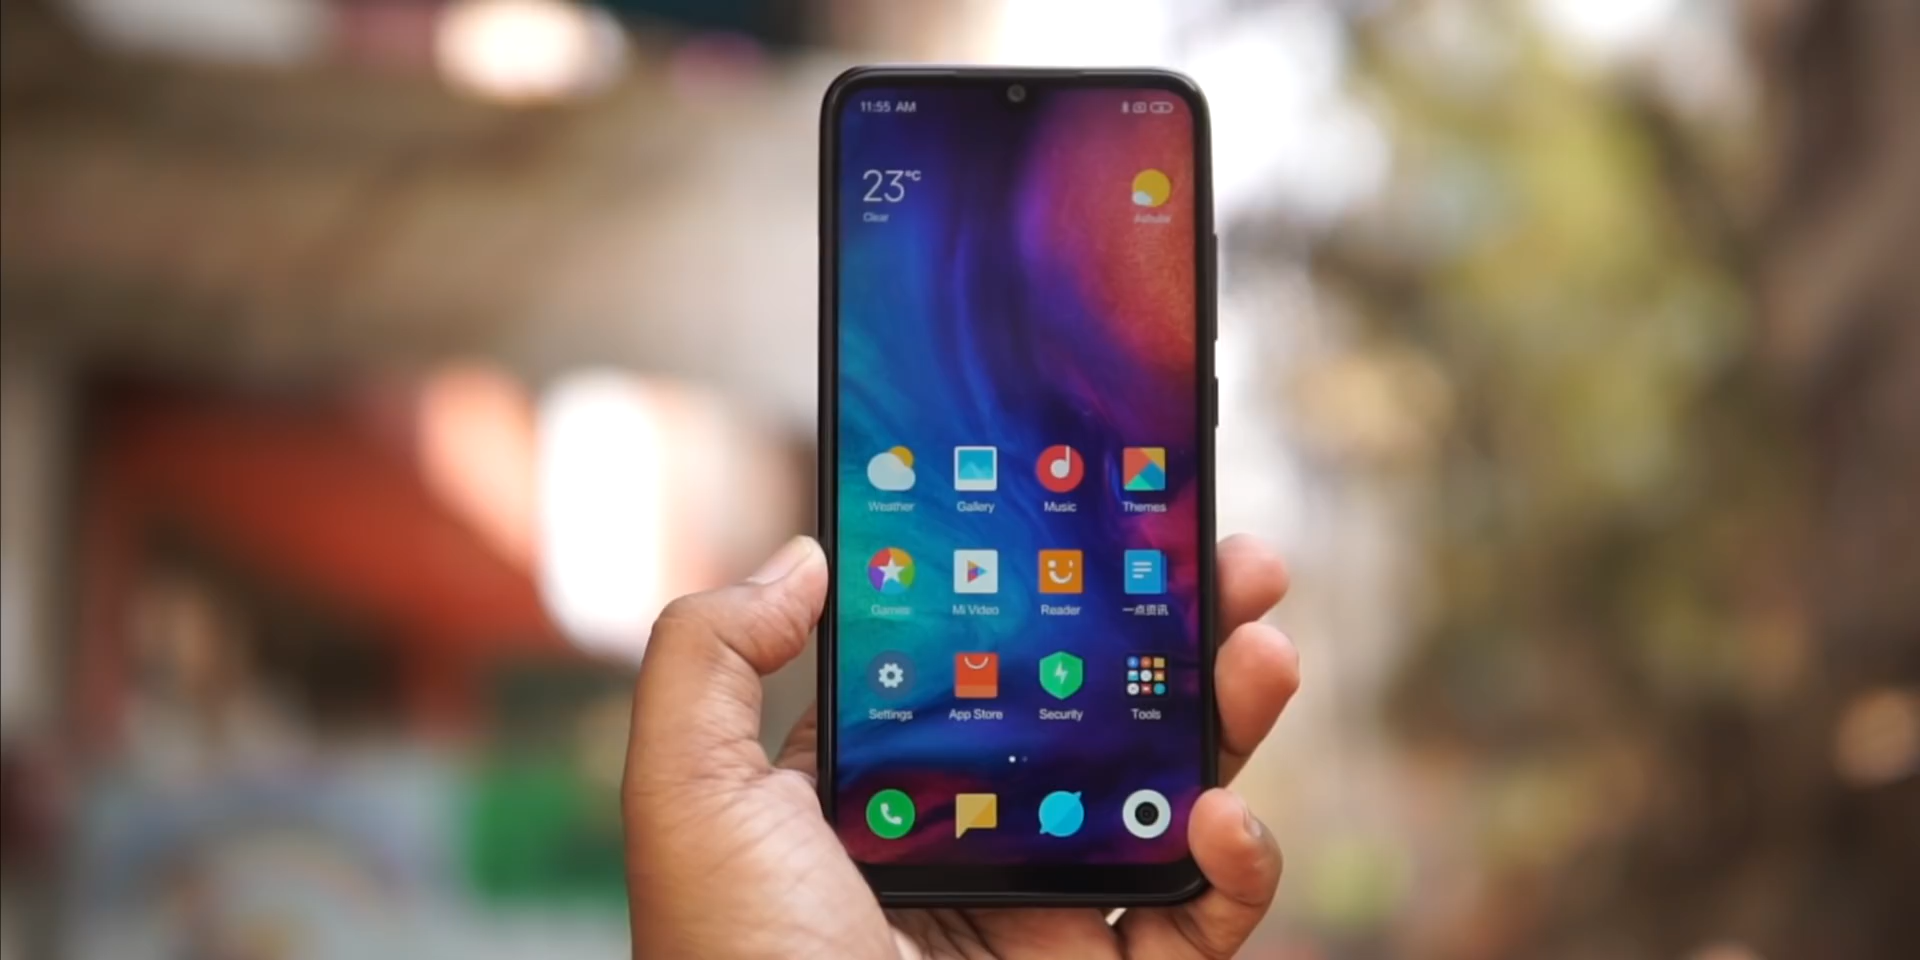 11:55 AM
23°C
Clear
Weather Gallery Music Themes
Games Mi Video Reader 一点资讯
Settings App Store Security Tools